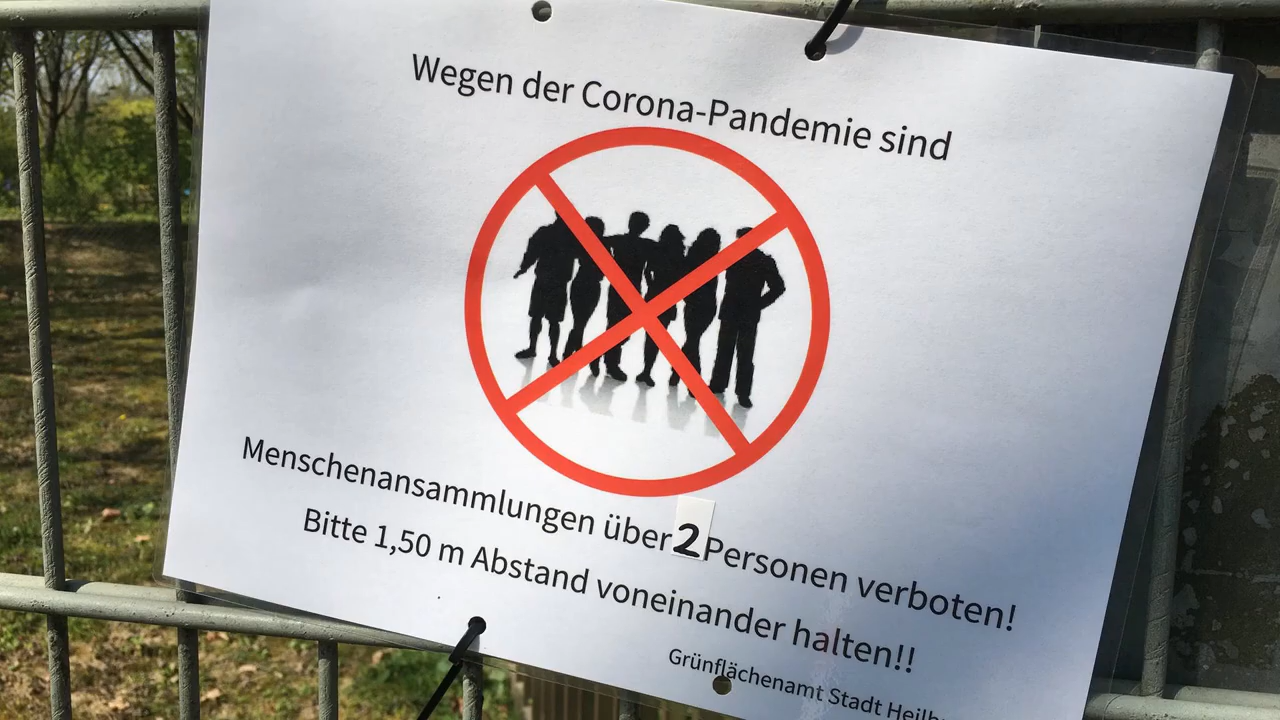 Wegen der Corona-Pandemie sind
Menschenansammlungen über 2 Personen verboten!
Bitte 1,50 m Abstand voneinander halten!!
Grünflächenamt Stadt